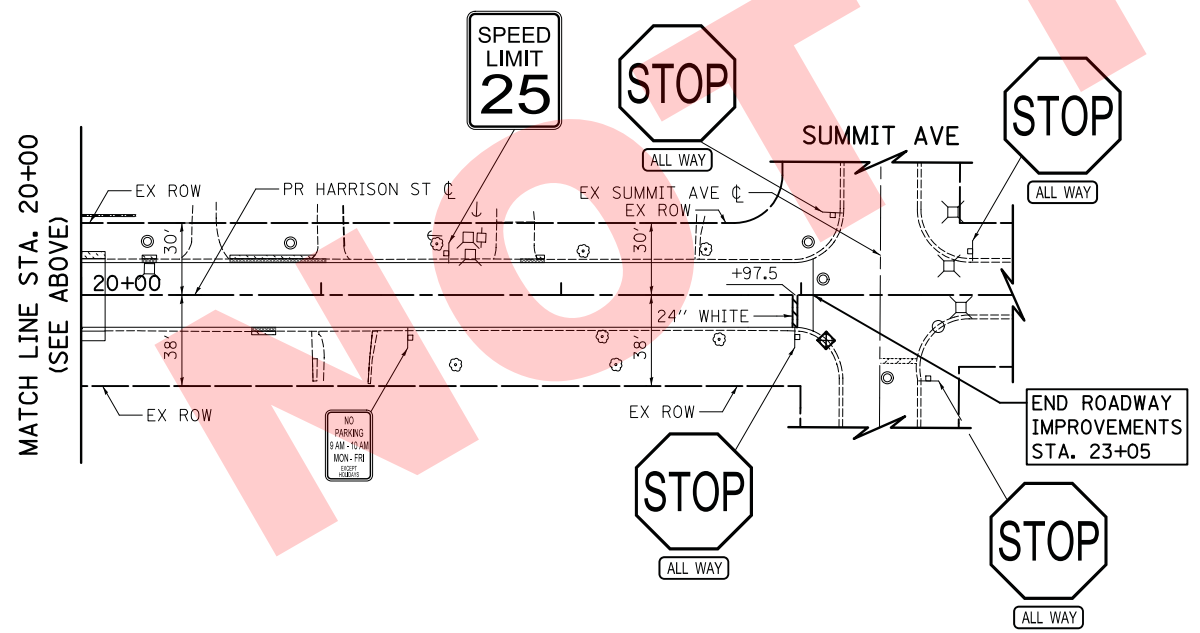 SPEED
LIMIT
25
STOP
ALL WAY
SUMMIT AVE
STOP
ALL WAY
MATCH LINE STA. 20+00
(SEE ABOVE)
EX ROW
PR HARRISON ST ℄
EX SUMMIT AVE ℄
EX ROW
30'
30'
20+00
+97.5
24" WHITE
38'
38'
EX ROW
EX ROW
NO
PARKING
9 AM - 10 AM
MON - FRI
EXCEPT
HOLIDAYS
END ROADWAY
IMPROVEMENTS
STA. 23+05
STOP
ALL WAY
STOP
ALL WAY
NOT